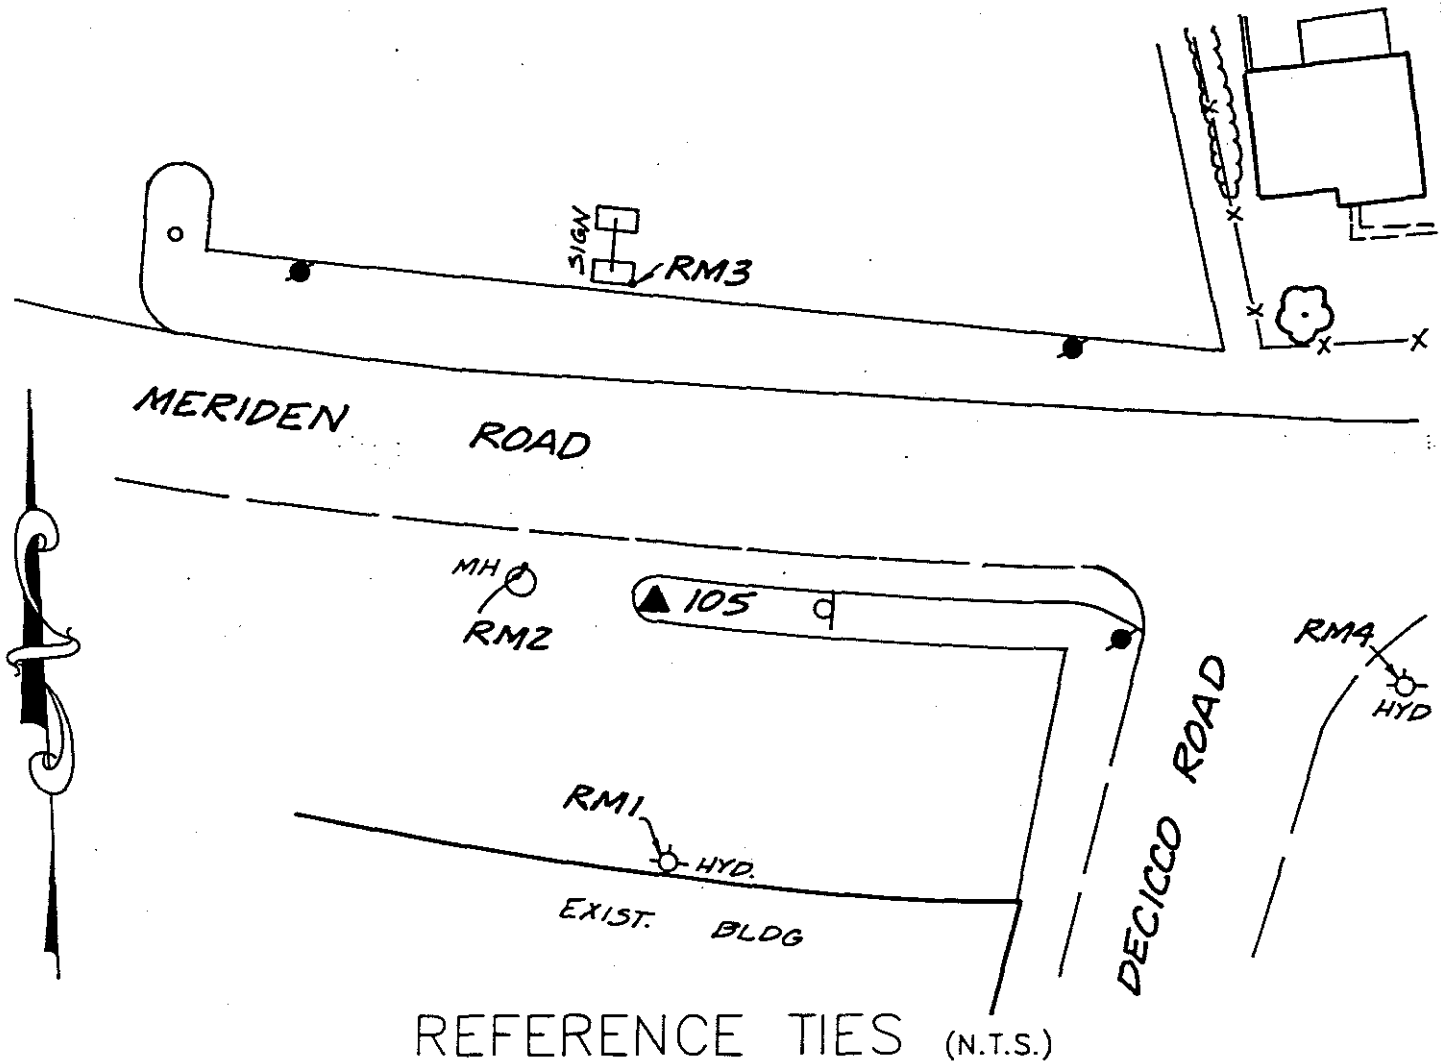 SIGN
RM3
MERIDEN ROAD
MH
RM2
105
RM4
HYD
RM1
HYD.
EXIST. BLDG
DECICCO ROAD
REFERENCE TIES (N.T.S.)